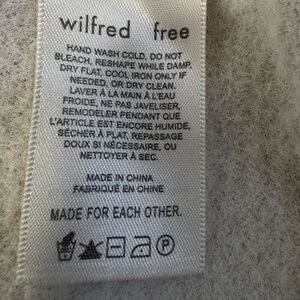 wilfred free
HAND WASH COLD, DO NOT
BLEACH, RESHAPE WHILE DAMP,
DRY FLAT, COOL IRON ONLY IF
NEEDED, OR DRY CLEAN.
LAVER À LA MAIN À L'EAU
FROIDE, NE PAS JAVELISER,
REMODELER PENDANT QUE
L'ARTICLE EST ENCORE HUMIDE,
SÉCHER À PLAT, REPASSAGE
DOUX SI NÉCESSAIRE, OU
NETTOYER À SEC.
MADE IN CHINA
FABRIQUÉ EN CHINE
MADE FOR EACH OTHER.
P